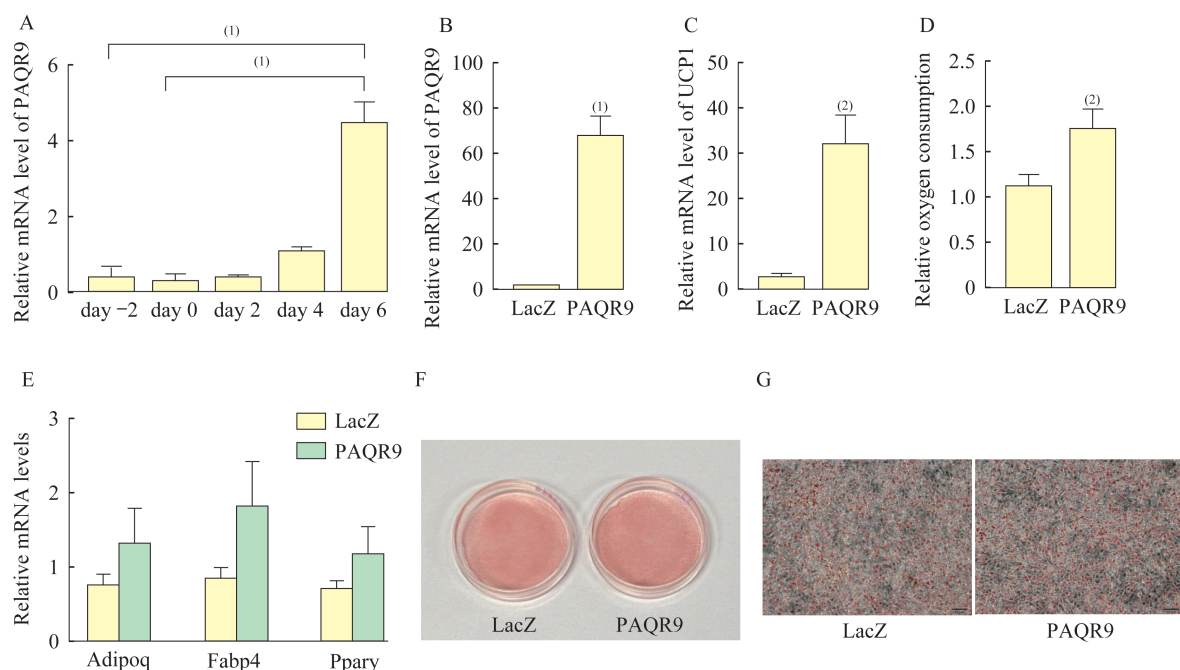 A
Relative mRNA level of PAQR9
6
4
2
0
(1)
(1)
day −2 day 0 day 2 day 4 day 6
B
Relative mRNA level of PAQR9
100
80
60
40
20
0
(1)
LacZ PAQR9
C
Relative mRNA level of UCP1
50
40
30
20
10
0
(2)
LacZ PAQR9
D
Relative oxygen consumption
2.5
2.0
1.5
1.0
0.5
0.0
(2)
LacZ PAQR9
E
Relative mRNA levels
3
2
1
0
LacZ
PAQR9
Adipoq Fabp4 Pparγ
F
LacZ PAQR9
G
LacZ PAQR9